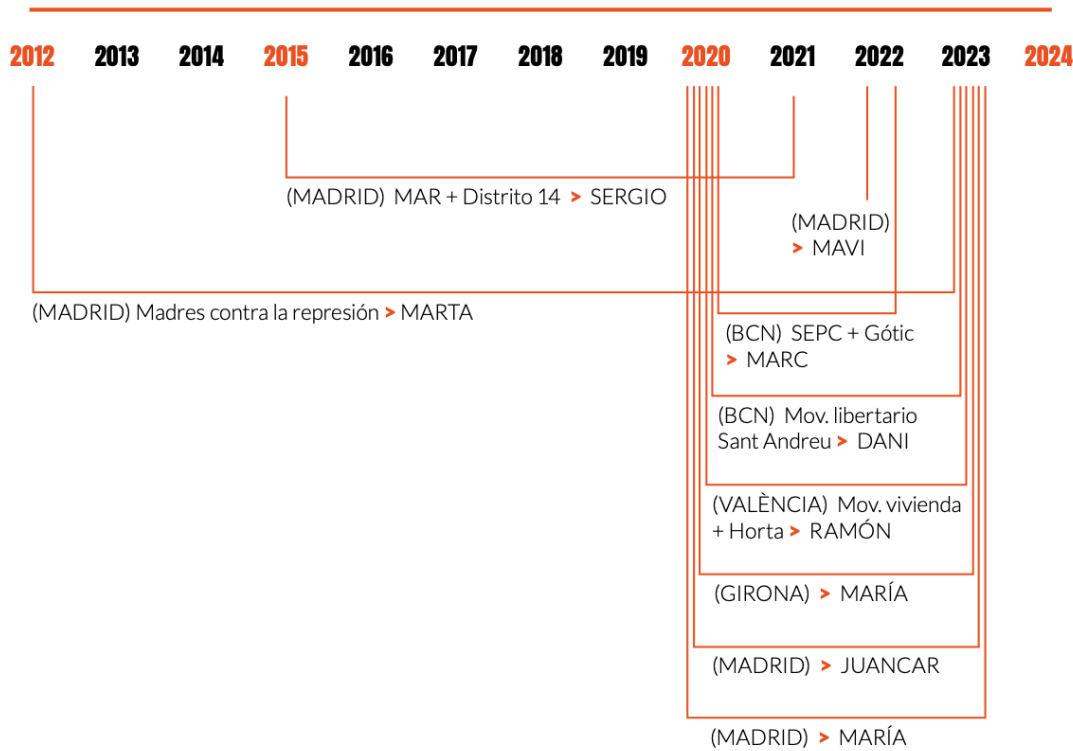 2012 2013 2014 2015 2016 2017 2018 2019 2020 2021 2022 2023 2024
(MADRID) MAR + Distrito 14 > SERGIO
(MADRID)
> MAVI
(MADRID) Madres contra la represión > MARTA
(BCN) SEPC + Gótic
> MARC
(BCN) Mov. libertario
Sant Andreu > DANI
(VALÈNCIA) Mov. vivienda
+ Horta > RAMÓN
(GIRONA) > MARÍA
(MADRID) > JUANCAR
(MADRID) > MARÍA